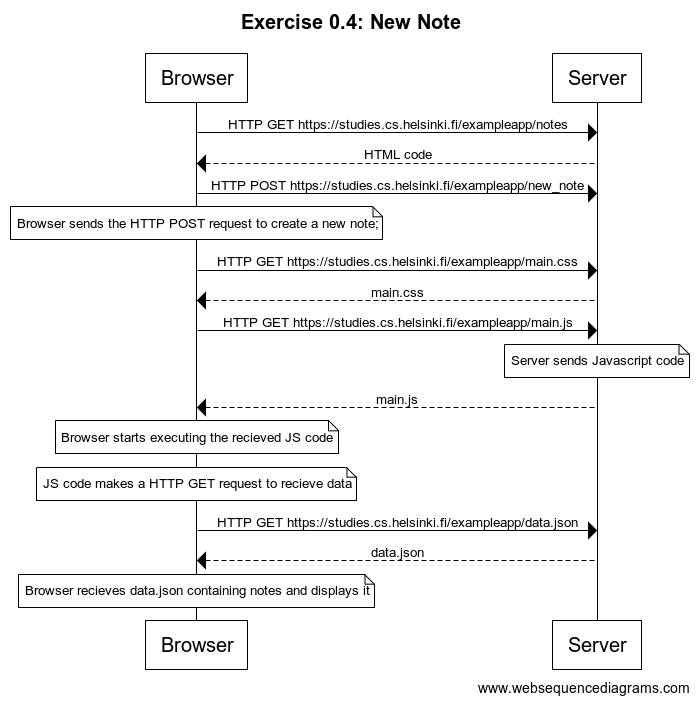 Exercise 0.4: New Note
Browser
Server
HTTP GET https://studies.cs.helsinki.fi/exampleapp/notes
HTML code
HTTP POST https://studies.cs.helsinki.fi/exampleapp/new_note
Browser sends the HTTP POST request to create a new note;
HTTP GET https://studies.cs.helsinki.fi/exampleapp/main.css
main.css
HTTP GET https://studies.cs.helsinki.fi/exampleapp/main.js
Server sends Javascript code
main.js
Browser starts executing the recieved JS code
JS code makes a HTTP GET request to recieve data
HTTP GET https://studies.cs.helsinki.fi/exampleapp/data.json
data.json
Browser recieves data.json containing notes and displays it
Browser
Server
www.websequencediagrams.com